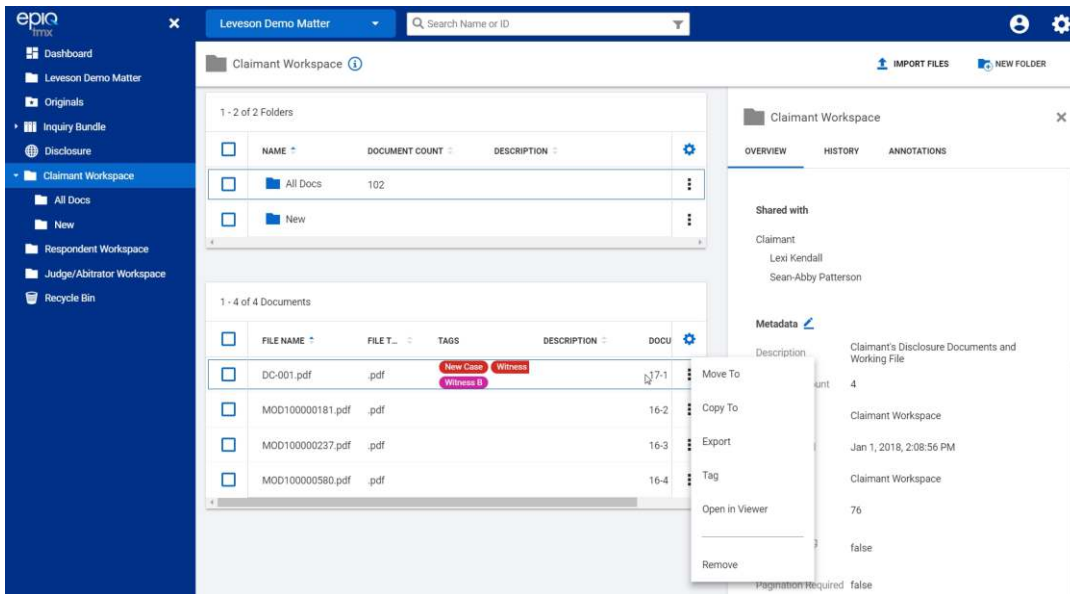 epiq
tmx
Leveson Demo Matter
Search Name or ID
Dashboard
Leveson Demo Matter
Originals
Inquiry Bundle
Disclosure
Claimant Workspace
All Docs
New
Respondent Workspace
Judge/Abitrator Workspace
Recycle Bin
Claimant Workspace
IMPORT FILES
NEW FOLDER
1 - 2 of 2 Folders
NAME DOCUMENT COUNT DESCRIPTION
All Docs 102
New
1 - 4 of 4 Documents
FILE NAME FILE T... TAGS DESCRIPTION DOCU
DC-001.pdf .pdf New Case Witness 17-1
Witness B
MOD100000181.pdf .pdf 16-2
MOD100000237.pdf .pdf 16-3
MOD100000580.pdf .pdf 16-4
Move To
Copy To
Export
Tag
Open in Viewer
Remove
Claimant Workspace
OVERVIEW HISTORY ANNOTATIONS
Shared with
Claimant
Lexi Kendall
Sean-Abby Patterson
Metadata
Description Claimant's Disclosure Documents and
Working File
4
Claimant Workspace
Jan 1, 2018, 2:08:56 PM
Claimant Workspace
76
false
Pagination Required false